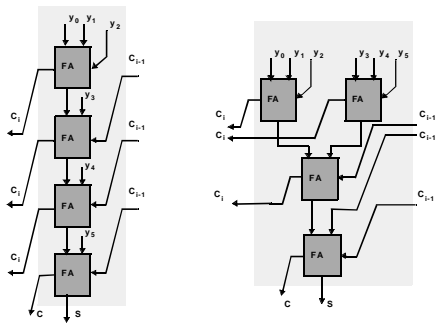 y0 y1 y2
FA
Ci Ci-1
y3
FA
Ci Ci-1
y4
FA
Ci Ci-1
y5
FA
Ci
C S
y0 y1 y2 y3 y4 y5
FA FA
Ci Ci-1
Ci Ci-1
FA
Ci Ci-1
FA
C S